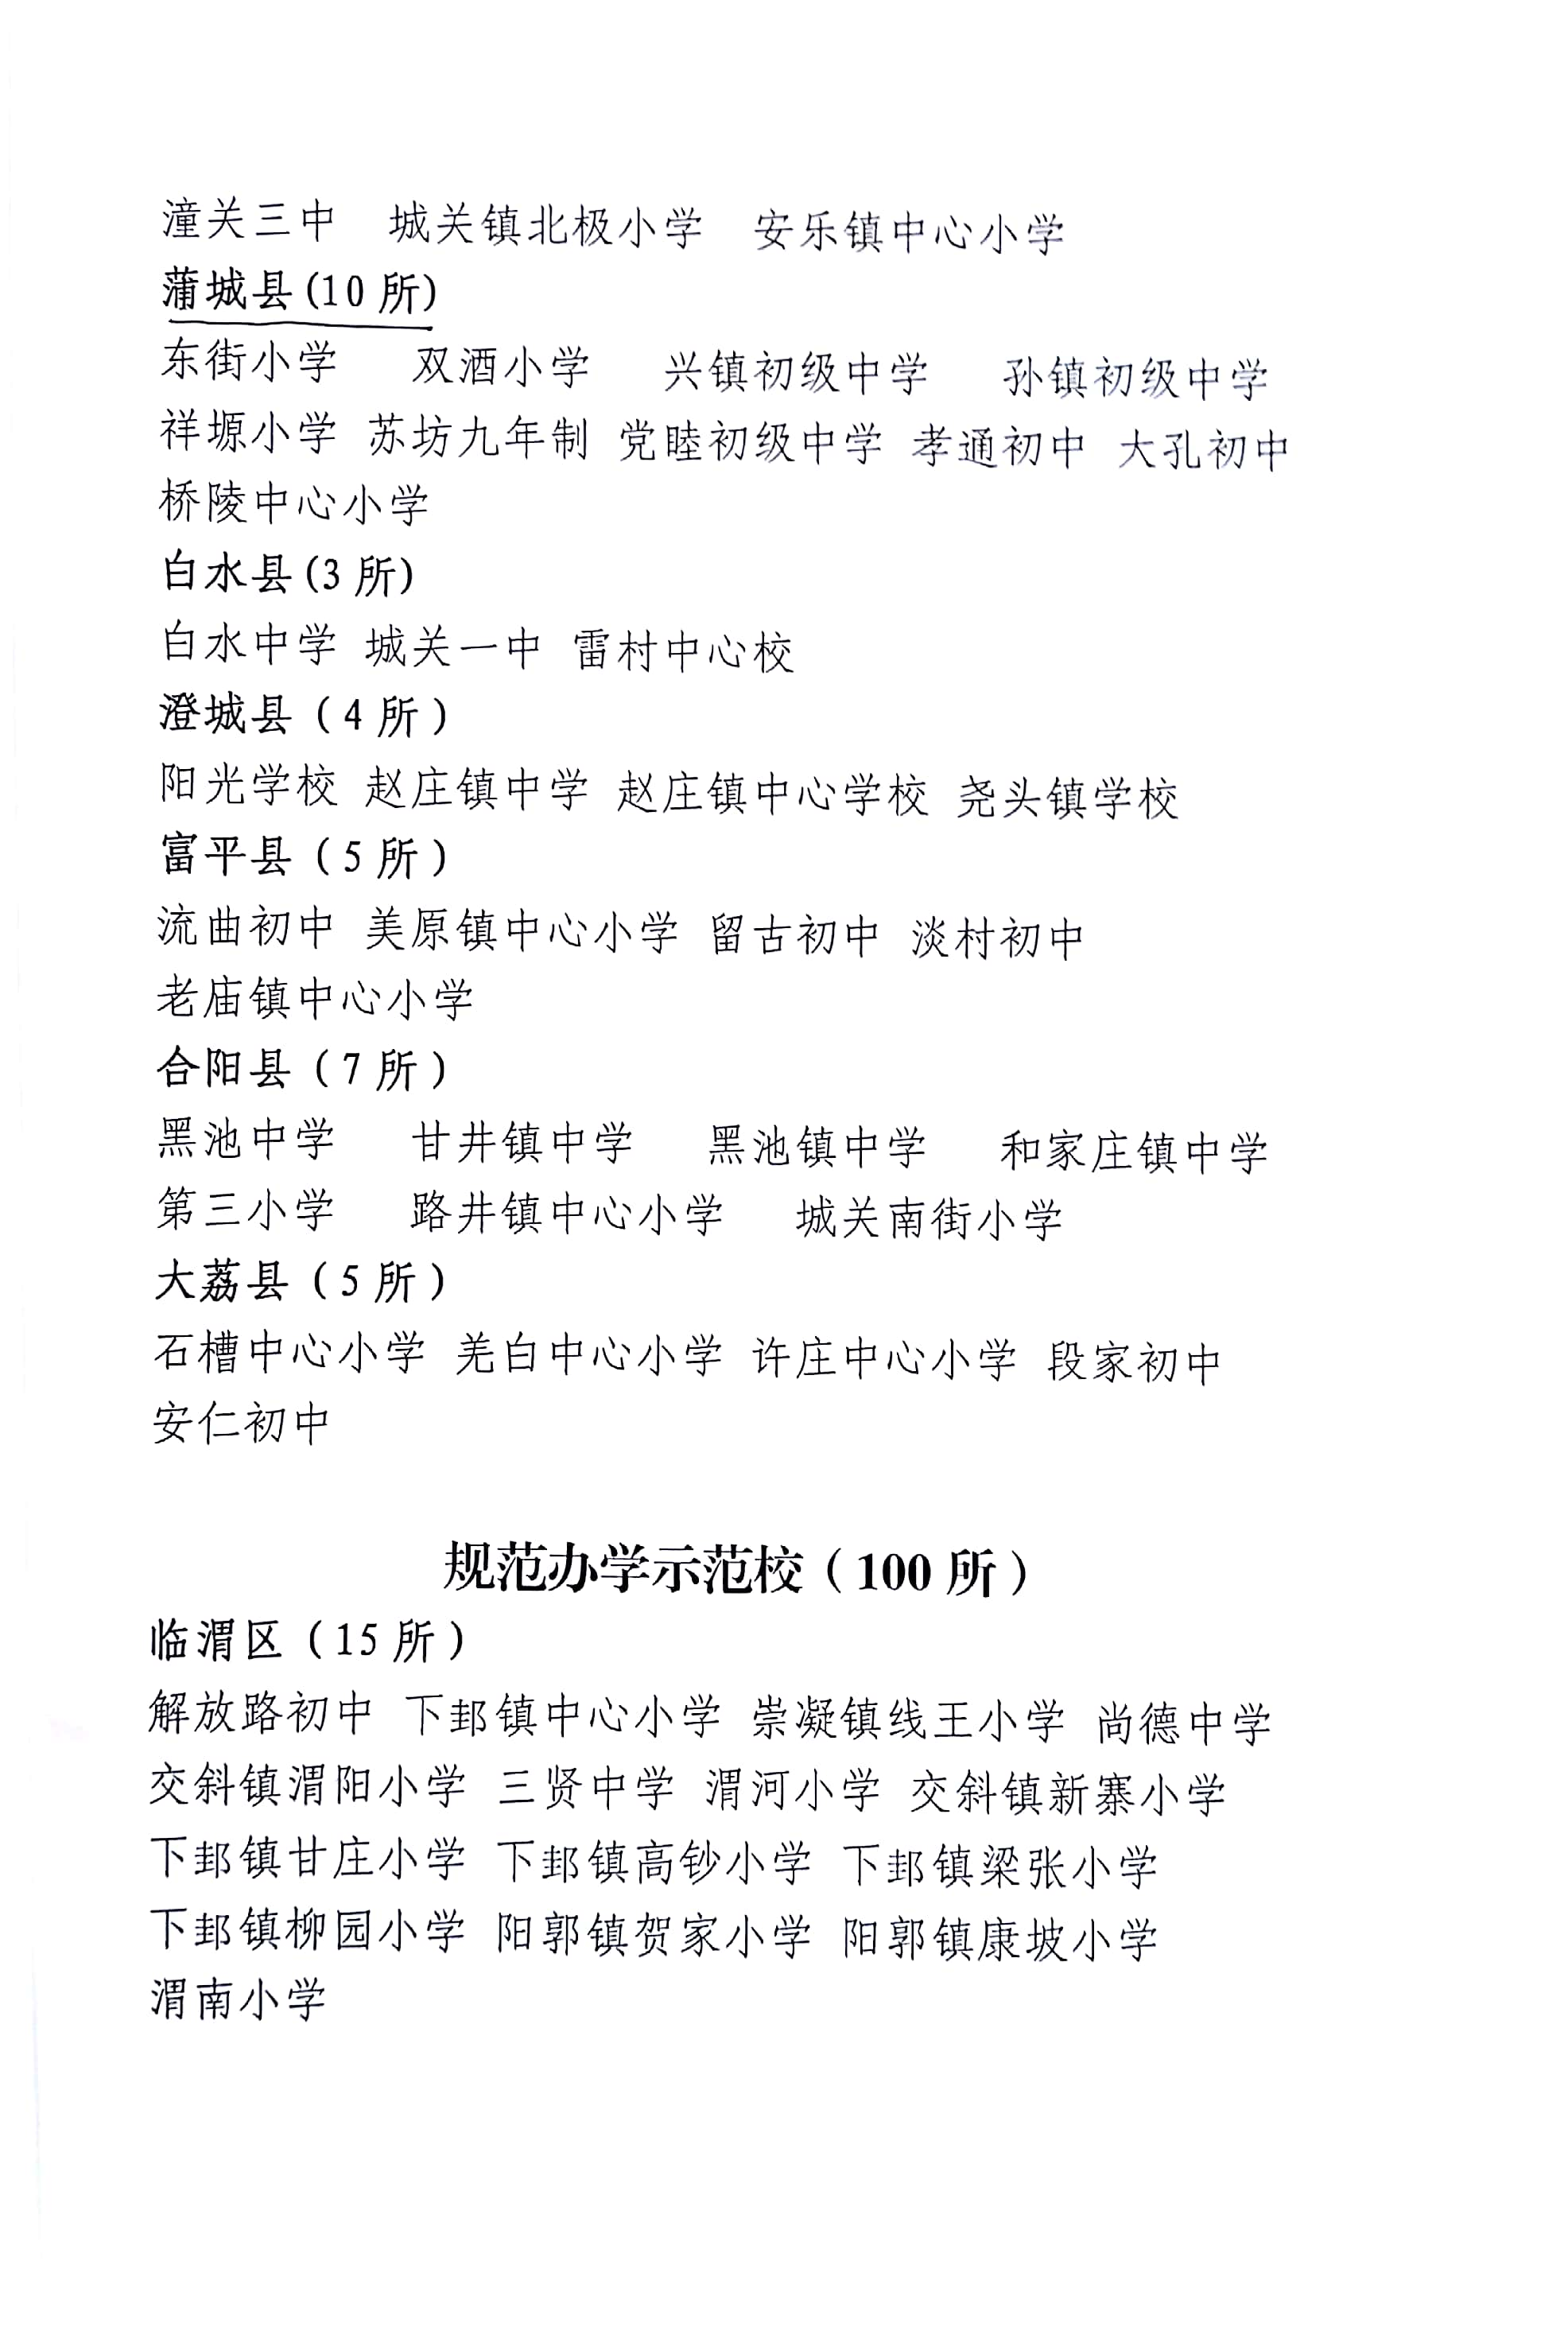 潼关三中 城关镇北极小学 安乐镇中心小学
蒲城县(10 所)
东街小学 双酒小学 兴镇初级中学 孙镇初级中学
祥塬小学 苏坊九年制 党睦初级中学 孝通初中 大孔初中
桥陵中心小学
白水县(3 所)
白水中学 城关一中 雷村中心校
澄城县（4 所）
阳光学校 赵庄镇中学 赵庄镇中心学校 尧头镇学校
富平县（5 所）
流曲初中 美原镇中心小学 留古初中 淡村初中
老庙镇中心小学
合阳县（7 所）
黑池中学 甘井镇中学 黑池镇中学 和家庄镇中学
第三小学 路井镇中心小学 城关南街小学
大荔县（5 所）
石槽中心小学 羌白中心小学 许庄中心小学 段家初中
安仁初中
规范办学示范校（100 所）
临渭区（15 所）
解放路初中 下邽镇中心小学 崇凝镇线王小学 尚德中学
交斜镇渭阳小学 三贤中学 渭河小学 交斜镇新寨小学
下邽镇甘庄小学 下邽镇高钞小学 下邽镇梁张小学
下邽镇柳园小学 阳郭镇贺家小学 阳郭镇康坡小学
渭南小学